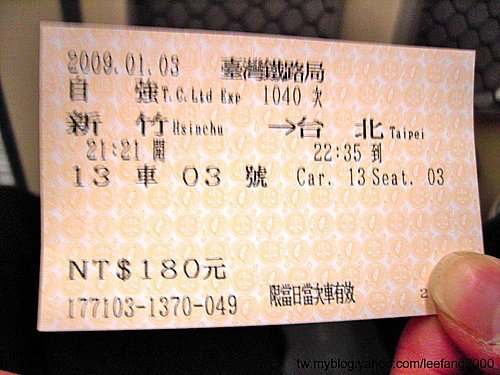 2009.01.03 臺灣鐵路局
自 強 T.C.Ltd Exp 1040 次
新 竹 Hsinchu →台 北 Taipei
21:21 開 22:35 到
13 車 03 號 Car. 13 Seat. 03
NT$180元
177103-1370-049 限當日當次車有效 2
tw.myblog.yahoo.com/leefang2000